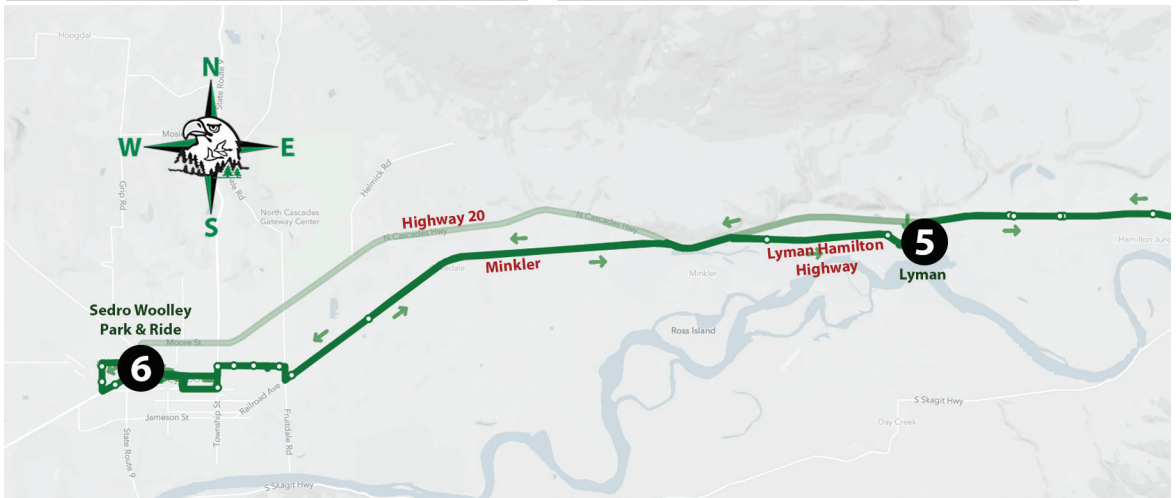 Hoogdal
State Route 9
N
W
E
S
Grip Rd
North Cascades
Gateway Center
Helmick Rd
Highway 20
N Cascades Hwy
N Cascades Hwy
Minkler
Lyman Hamilton
Highway
5
Lyman
Hamilton Junc
Minkler
Ross Island
Sedro Woolley
Park & Ride
6
Moore St
Railroad Ave
Jameson St
Township St
Fruitdale Rd
State Route 9
S Skagit Hwy
Day Creek
S Skagit Hwy